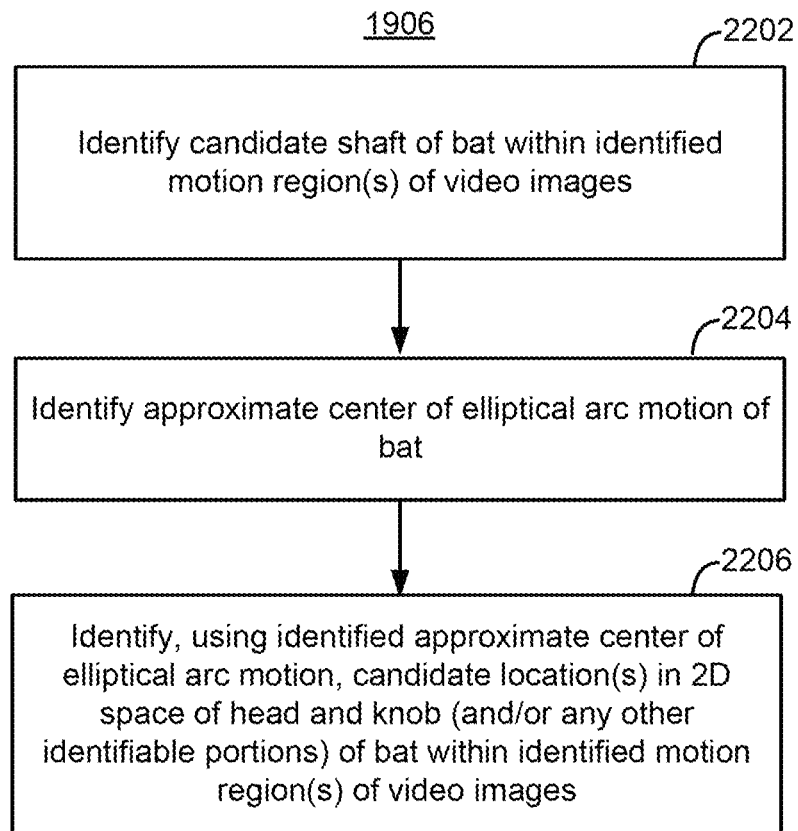 1906
2202
Identify candidate shaft of bat within identified
motion region(s) of video images
2204
Identify approximate center of elliptical arc motion of
bat
2206
Identify, using identified approximate center of
elliptical arc motion, candidate location(s) in 2D
space of head and knob (and/or any other
identifiable portions) of bat within identified motion
region(s) of video images